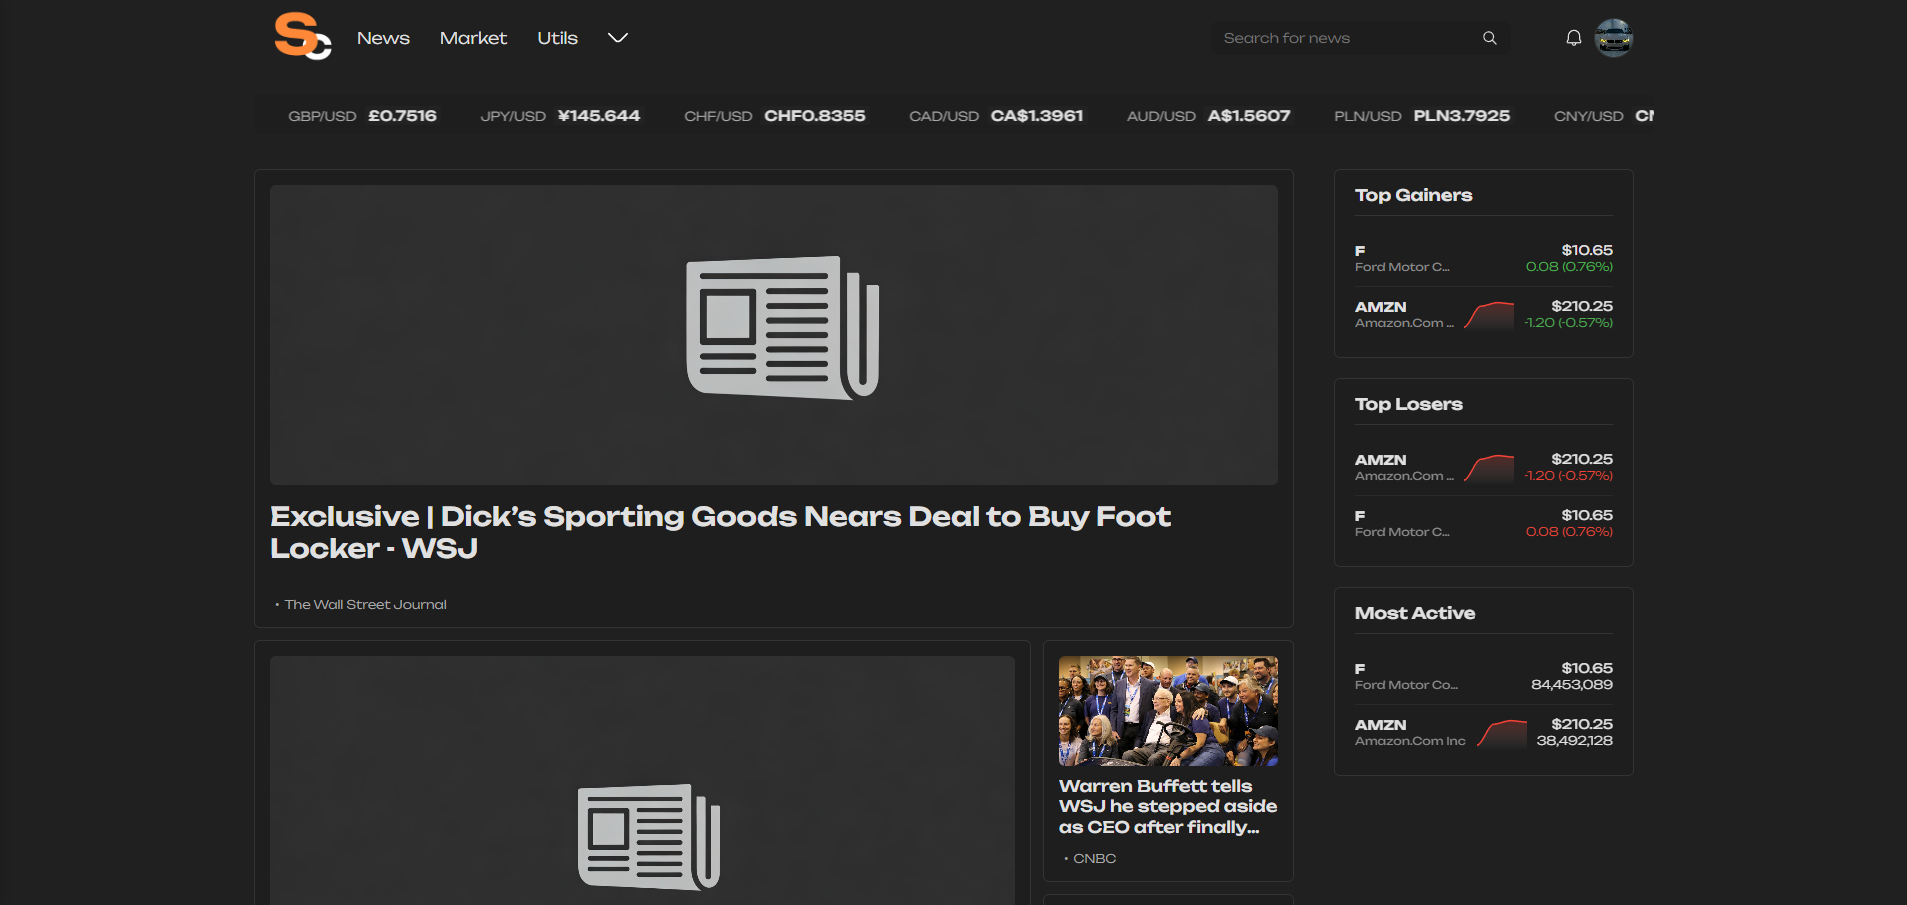 Sc
News
Market
Utils
Search for news
GBP/USD £0.7516
JPY/USD ¥145.644
CHF/USD CHF0.8355
CAD/USD CA$1.3961
AUD/USD A$1.5607
PLN/USD PLN3.7925
CNY/USD
Exclusive | Dick’s Sporting Goods Nears Deal to Buy Foot
Locker - WSJ
• The Wall Street Journal
Warren Buffett tells
WSJ he stepped aside
as CEO after finally...
• CNBC
Top Gainers
F $10.65
Ford Motor C... 0.08 (0.76%)
AMZN $210.25
Amazon.Com ... -1.20 (-0.57%)
Top Losers
AMZN $210.25
Amazon.Com ... -1.20 (-0.57%)
F $10.65
Ford Motor C... 0.08 (0.76%)
Most Active
F $10.65
Ford Motor Co... 84,453,089
AMZN $210.25
Amazon.Com Inc 38,492,128